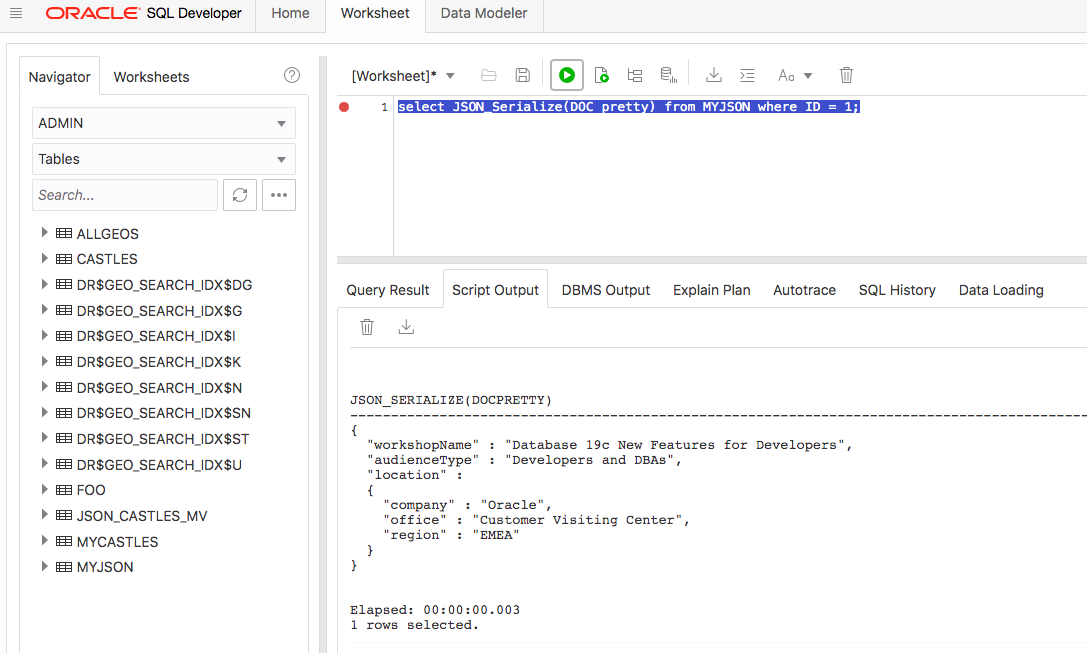 ORACLE SQL Developer
Home
Worksheet
Data Modeler
Navigator
Worksheets
ADMIN
Tables
Search...
ALLGEOS
CASTLES
DR$GEO_SEARCH_IDX$DG
DR$GEO_SEARCH_IDX$G
DR$GEO_SEARCH_IDX$I
DR$GEO_SEARCH_IDX$K
DR$GEO_SEARCH_IDX$N
DR$GEO_SEARCH_IDX$SN
DR$GEO_SEARCH_IDX$ST
DR$GEO_SEARCH_IDX$U
FOO
JSON_CASTLES_MV
MYCASTLES
MYJSON
[Worksheet]*
Aa
1 select JSON_Serialize(DOC pretty) from MYJSON where ID = 1;
Query Result
Script Output
DBMS Output
Explain Plan
Autotrace
SQL History
Data Loading
JSON_SERIALIZE(DOCPRETTY)
--------------------------------------------------------------------------------
{
  "workshopName" : "Database 19c New Features for Developers",
  "audienceType" : "Developers and DBAs",
  "location" :
  {
    "company" : "Oracle",
    "office" : "Customer Visiting Center",
    "region" : "EMEA"
  }
}
Elapsed: 00:00:00.003
1 rows selected.